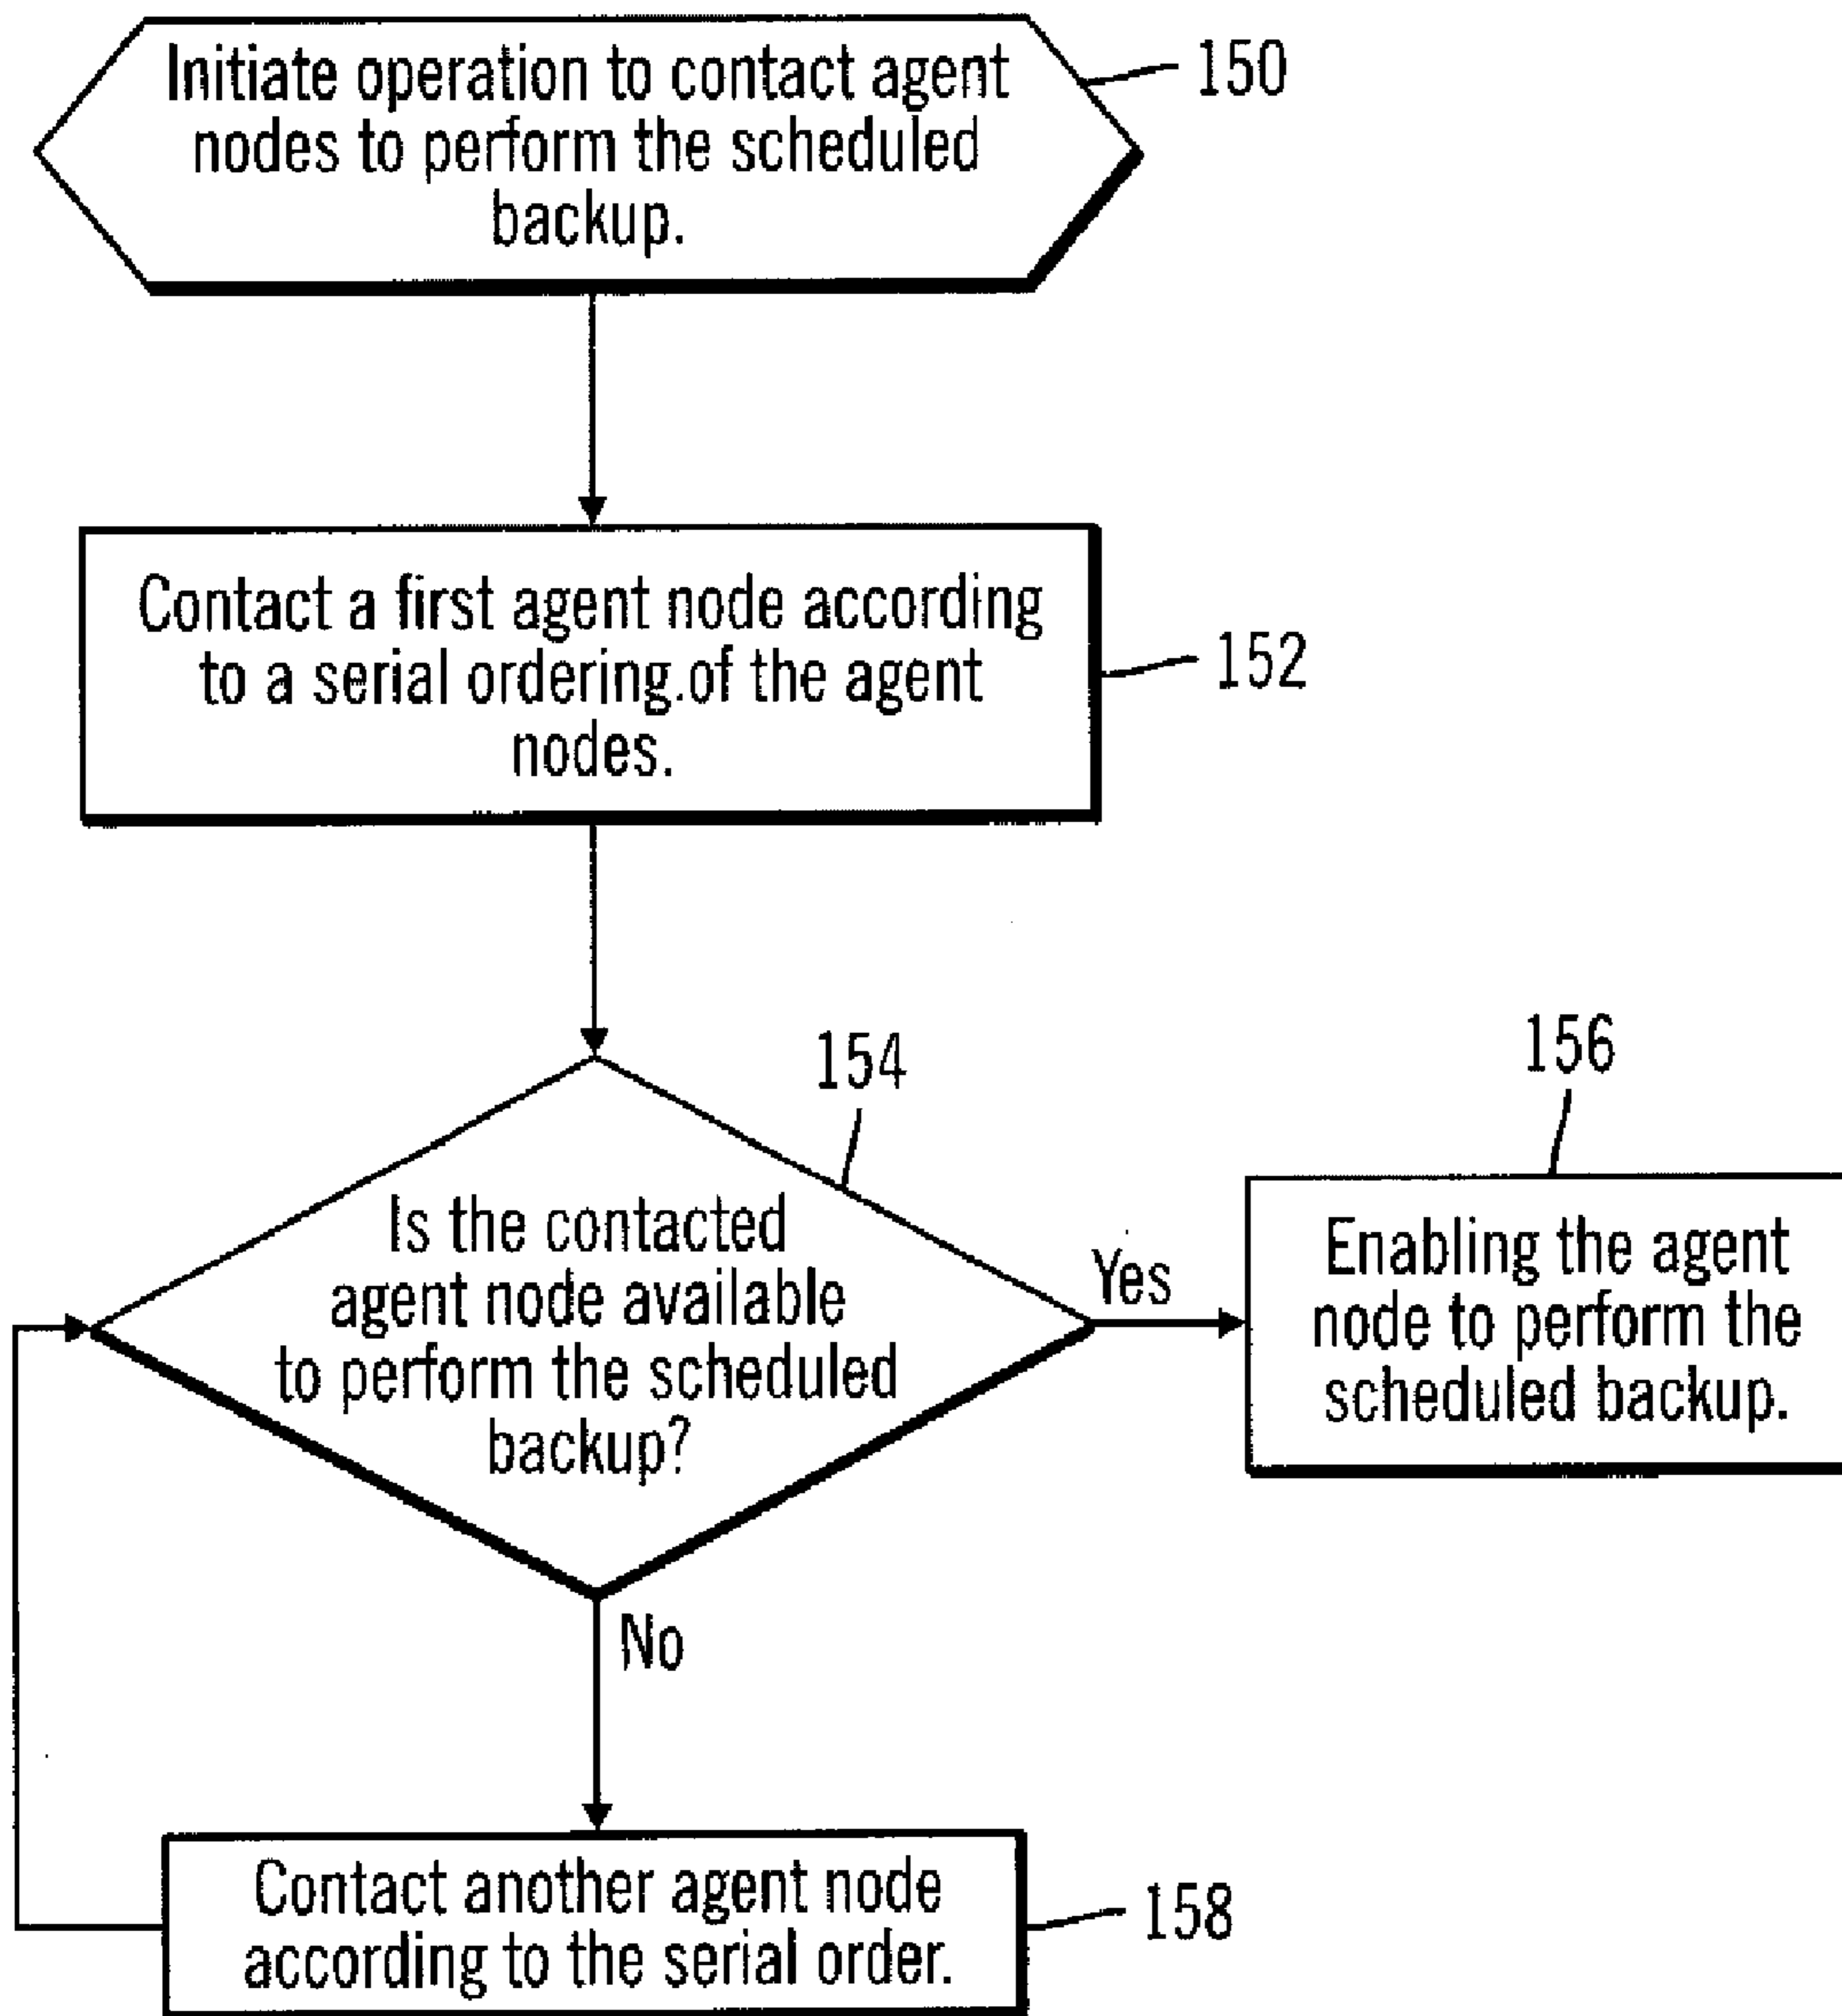 Initiate operation to contact agent
nodes to perform the scheduled
backup.
150
Contact a first agent node according
to a serial ordering.of the agent
nodes.
152
154
Is the contacted
agent node available
to perform the scheduled
backup?
Yes
156
Enabling the agent
node to perform the
scheduled backup.
No
Contact another agent node
according to the serial order.
158